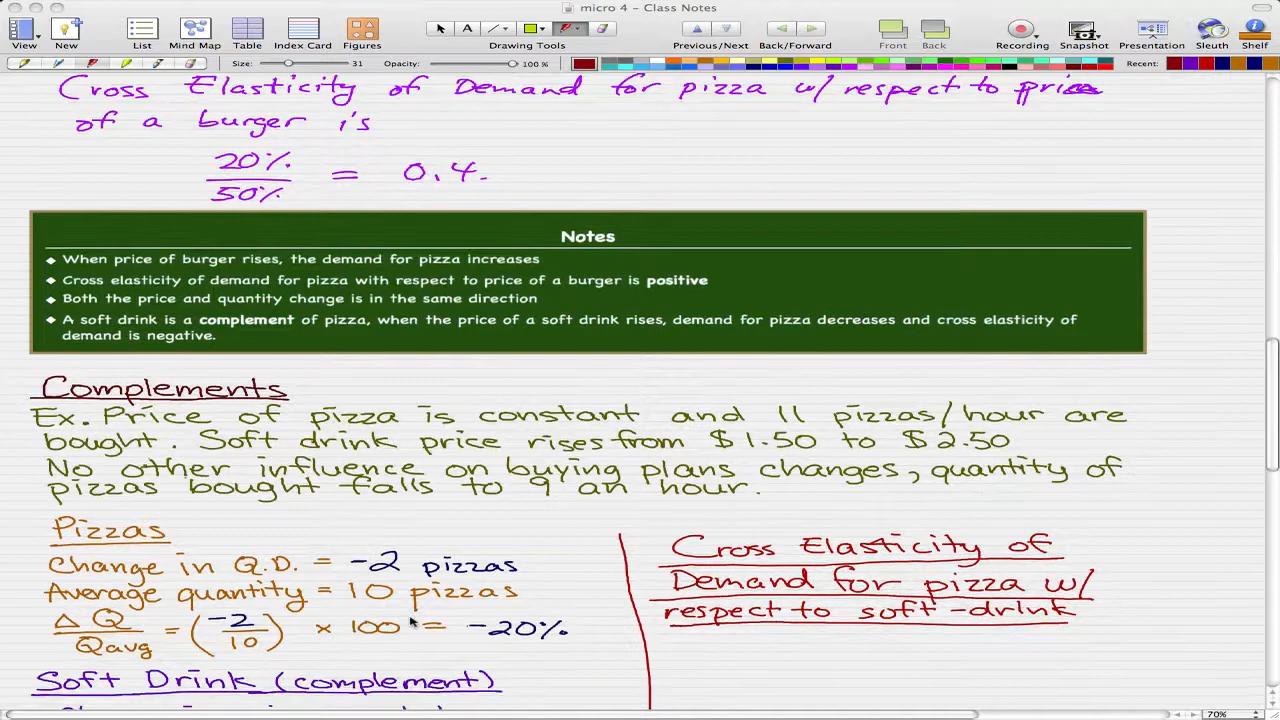 micro 4 – Class Notes
View New List Mind Map Table Index Card Figures Drawing Tools Previous/Next Back/Forward Front Back Recording Snapshot Presentation Sleuth Shelf
Size: 31 Opacity: 100 % Recent:
Cross Elasticity of Demand for pizza w/ respect to price
of a burger is
20%
50%
= 0.4.
Notes
◆ When price of burger rises, the demand for pizza increases
◆ Cross elasticity of demand for pizza with respect to price of a burger is positive
◆ Both the price and quantity change is in the same direction
◆ A soft drink is a complement of pizza, when the price of a soft drink rises, demand for pizza decreases and cross elasticity of
demand is negative.
Complements
Ex. Price of pizza is constant and 11 pizzas/hour are
bought. Soft drink price rises from $1.50 to $2.50
No other influence on buying plans changes, quantity of
pizzas bought falls to 9 an hour.
Pizzas
Change in Q.D. = -2 pizzas
Average quantity = 10 pizzas
ΔQ / Qavg = (-2/10) × 100 = -20%
Soft Drink (complement)
Cross Elasticity of
Demand for pizza w/
respect to soft-drink
70%